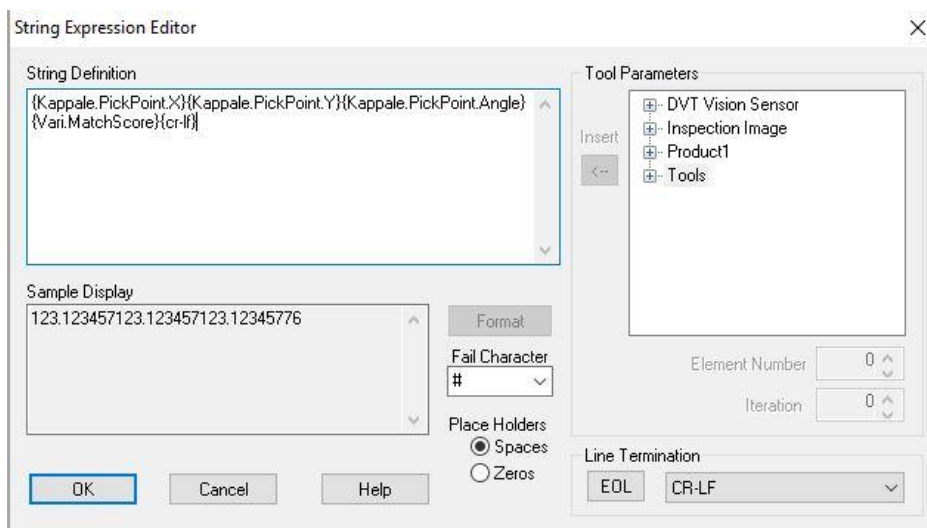 String Expression Editor
String Definition
{Kappale.PickPoint.X}{Kappale.PickPoint.Y}{Kappale.PickPoint.Angle}
{Vari.MatchScore}{cr-lf}
Sample Display
123.123457123.123457123.12345776
Format
Fail Character
#
Place Holders
Spaces
Zeros
OK
Cancel
Help
Tool Parameters
Insert
<--
DVT Vision Sensor
Inspection Image
Product1
Tools
Element Number 0
Iteration 0
Line Termination
EOL
CR-LF